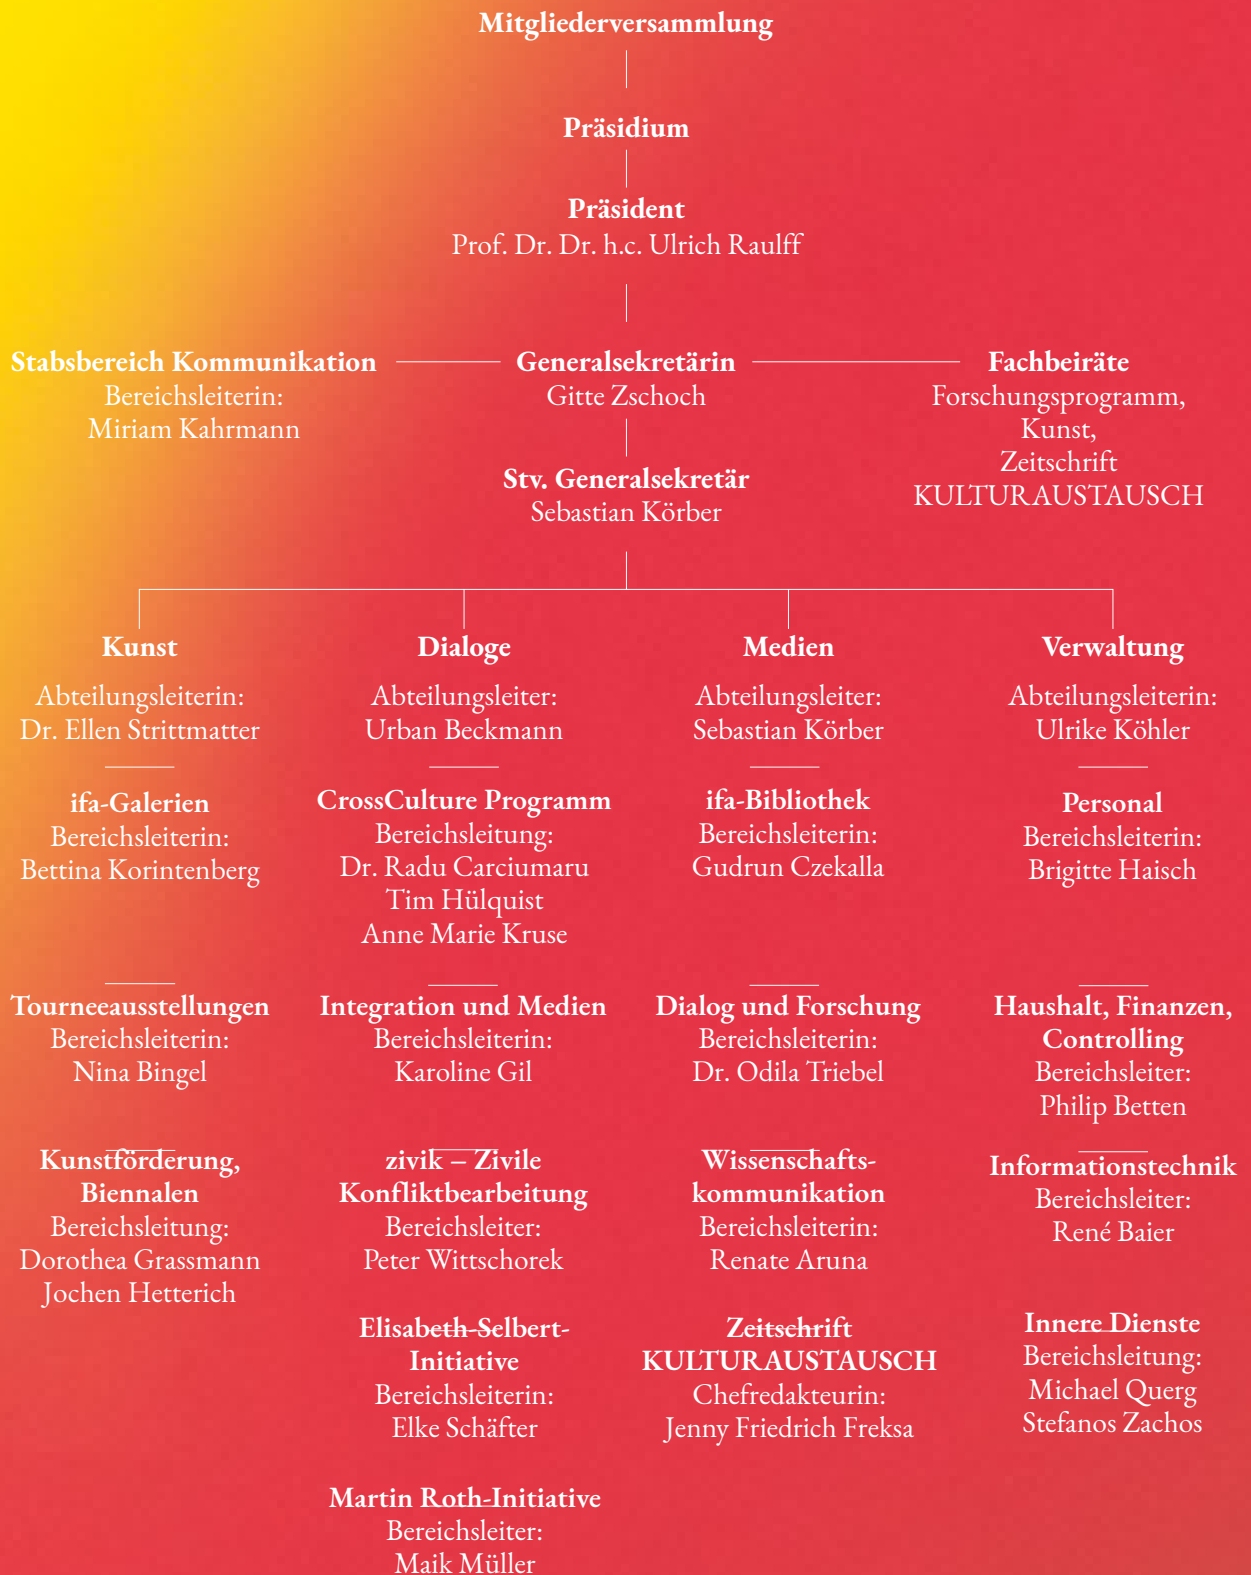 Mitgliederversammlung
Präsidium
Präsident
Prof. Dr. Dr. h.c. Ulrich Raulff
Stabsbereich Kommunikation
Bereichsleiterin:
Miriam Kahrmann
Generalsekretärin
Gitte Zschoch
Fachbeiräte
Forschungsprogramm,
Kunst,
Zeitschrift
KULTURAUSTAUSCH
Stv. Generalsekretär
Sebastian Körber
Kunst
Abteilungsleiterin:
Dr. Ellen Strittmatter
ifa-Galerien
Bereichsleiterin:
Bettina Korintenberg
Tourneeausstellungen
Bereichsleiterin:
Nina Bingel
Kunstförderung,
Biennalen
Bereichsleitung:
Dorothea Grassmann
Jochen Hetterich
Dialoge
Abteilungsleiter:
Urban Beckmann
CrossCulture Programm
Bereichsleitung:
Dr. Radu Carciumaru
Tim Hülquist
Anne Marie Kruse
Integration und Medien
Bereichsleiterin:
Karoline Gil
zivik – Zivile
Konfliktbearbeitung
Bereichsleiter:
Peter Wittschorek
Elisabeth-Selbert-
Initiative
Bereichsleiterin:
Elke Schäfter
Martin Roth-Initiative
Bereichsleiter:
Maik Müller
Medien
Abteilungsleiter:
Sebastian Körber
ifa-Bibliothek
Bereichsleiterin:
Gudrun Czekalla
Dialog und Forschung
Bereichsleiterin:
Dr. Odila Triebel
Wissenschafts-
kommunikation
Bereichsleiterin:
Renate Aruna
Zeitschrift
KULTURAUSTAUSCH
Chefredakteurin:
Jenny Friedrich Freksa
Verwaltung
Abteilungsleiterin:
Ulrike Köhler
Personal
Bereichsleiterin:
Brigitte Haisch
Haushalt, Finanzen,
Controlling
Bereichsleiter:
Philip Betten
Informationstechnik
Bereichsleiter:
René Baier
Innere Dienste
Bereichsleitung:
Michael Querg
Stefanos Zachos